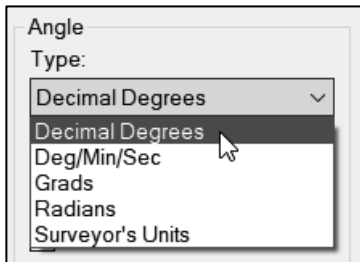 Angle
Type:
Decimal Degrees
Decimal Degrees
Deg/Min/Sec
Grads
Radians
Surveyor's Units